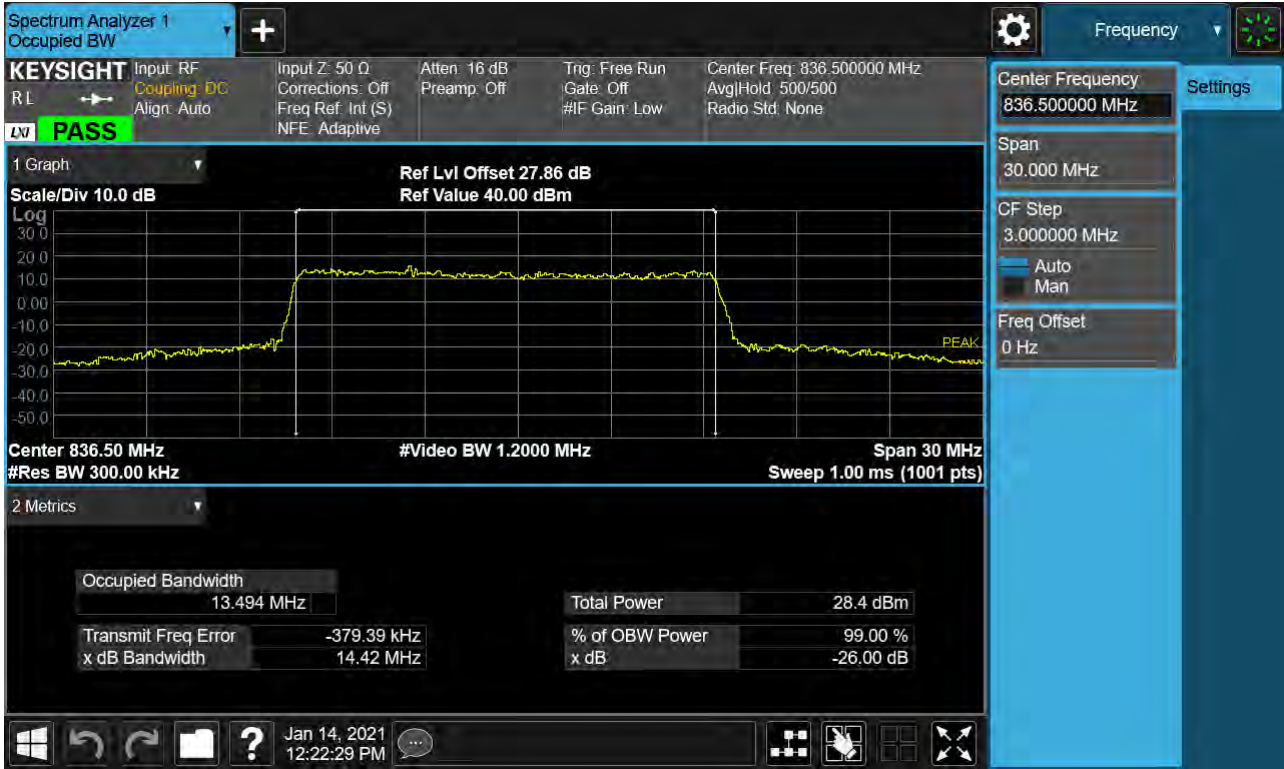 Spectrum Analyzer 1
Occupied BW
Frequency
KEYSIGHT
RL
LXI
PASS
Input: RF
Coupling: DC
Align: Auto
Input Z: 50 Ω
Corrections: Off
Freq Ref: Int (S)
NFE: Adaptive
Atten: 16 dB
Preamp: Off
Trig: Free Run
Gate: Off
#IF Gain: Low
Center Freq: 836.500000 MHz
Avg|Hold: 500/500
Radio Std: None
Center Frequency
836.500000 MHz
Settings
Span
30.000 MHz
CF Step
3.000000 MHz
Auto
Man
Freq Offset
0 Hz
1 Graph
Scale/Div 10.0 dB
Ref Lvl Offset 27.86 dB
Ref Value 40.00 dBm
Log
30.0
20.0
10.0
0.00
-10.0
-20.0
-30.0
-40.0
-50.0
PEAK
Center 836.50 MHz
#Video BW 1.2000 MHz
Span 30 MHz
#Res BW 300.00 kHz
Sweep 1.00 ms (1001 pts)
2 Metrics
Occupied Bandwidth
13.494 MHz
Total Power 28.4 dBm
Transmit Freq Error -379.39 kHz
% of OBW Power 99.00 %
x dB Bandwidth 14.42 MHz
x dB -26.00 dB
?
Jan 14, 2021
12:22:29 PM